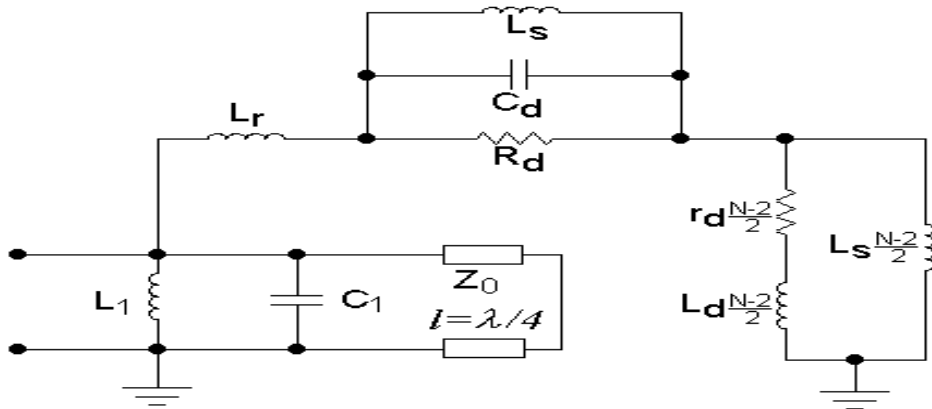 Ls
Cd
Lr
Rd
rd N-2/2
Ls N-2/2
Z0
L1
C1
l=λ/4
Ld N-2/2